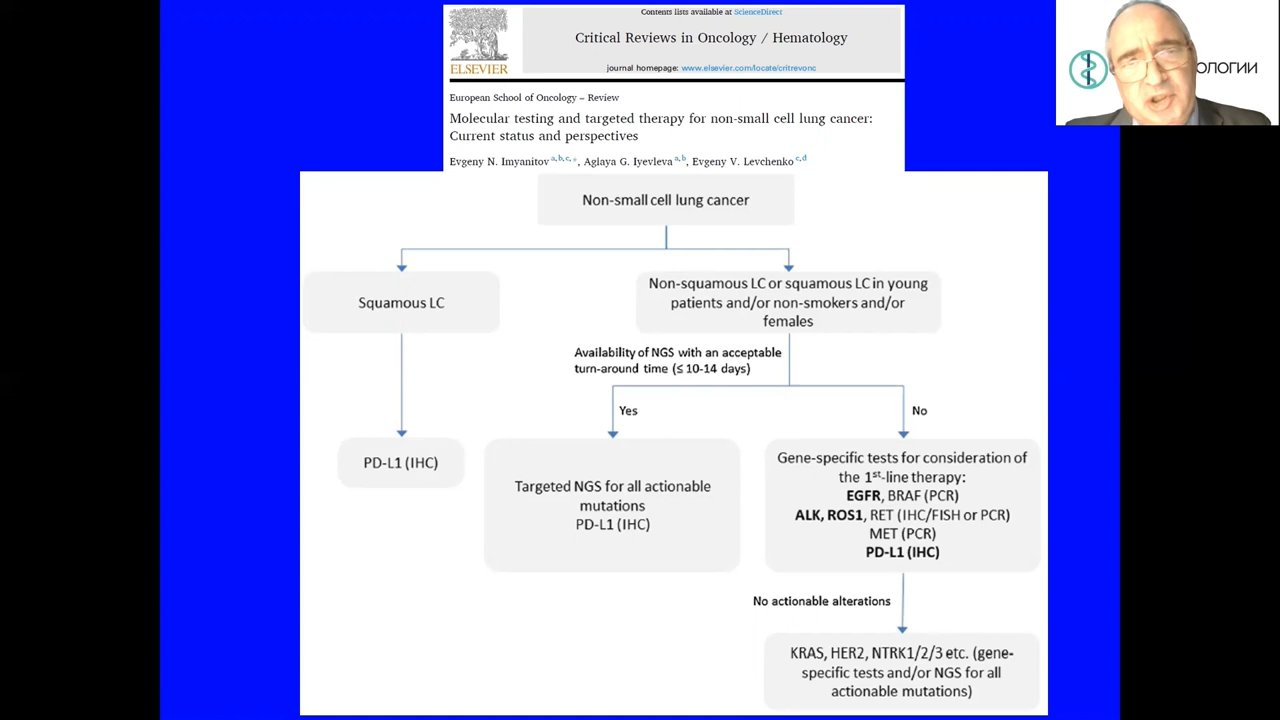 Contents lists available at ScienceDirect
Critical Reviews in Oncology / Hematology
ELSEVIER
journal homepage: www.elsevier.com/locate/critrevonc
European School of Oncology – Review
Molecular testing and targeted therapy for non-small cell lung cancer:
Current status and perspectives
Evgeny N. Imyanitov a,b,c,*, Aglaya G. Iyevleva a,b, Evgeny V. Levchenko c,d
Non-small cell lung cancer
Squamous LC
Non-squamous LC or squamous LC in young
patients and/or non-smokers and/or
females
Availability of NGS with an acceptable
turn-around time (≤ 10-14 days)
Yes
No
PD-L1 (IHC)
Targeted NGS for all actionable
mutations
PD-L1 (IHC)
Gene-specific tests for consideration of
the 1st-line therapy:
EGFR, BRAF (PCR)
ALK, ROS1, RET (IHC/FISH or PCR)
MET (PCR)
PD-L1 (IHC)
No actionable alterations
KRAS, HER2, NTRK1/2/3 etc. (gene-
specific tests and/or NGS for all
actionable mutations)